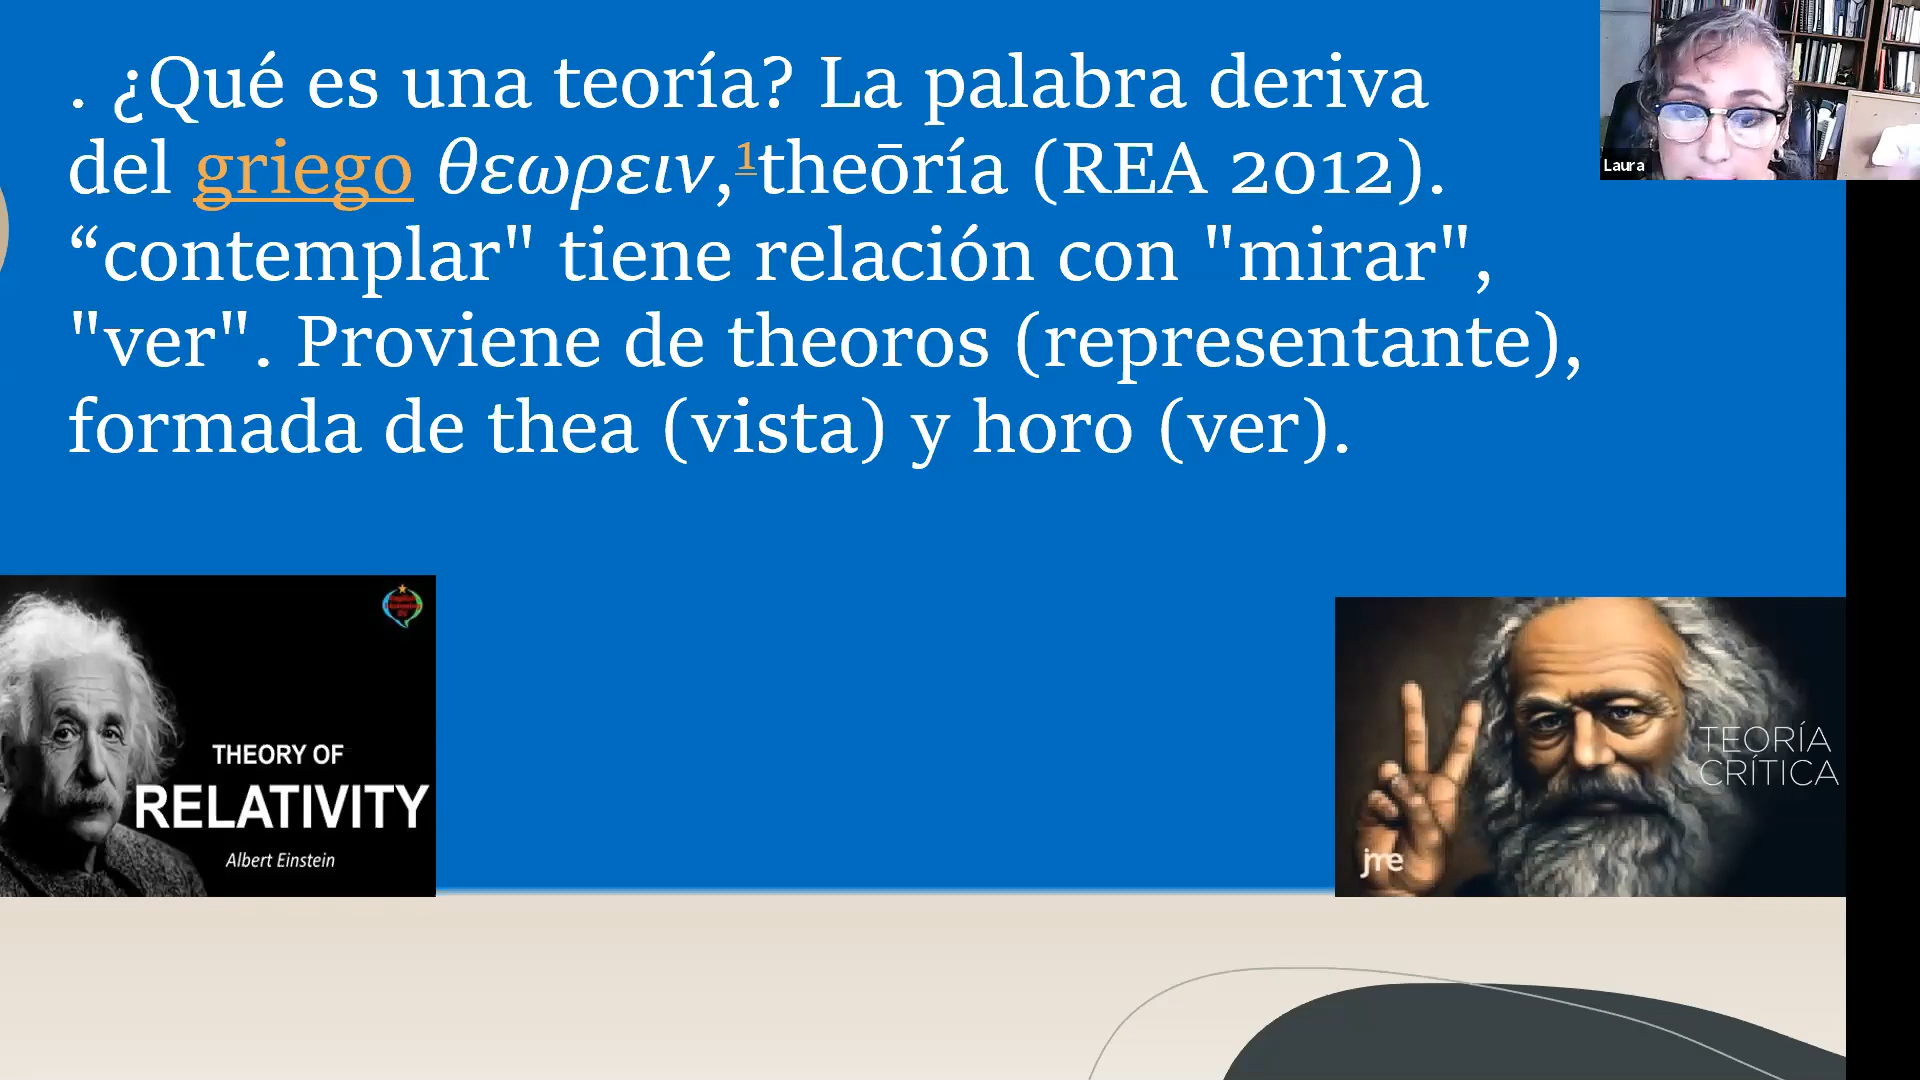 . ¿Qué es una teoría? La palabra deriva
del griego θεωρειν,1theōría (REA 2012).
“contemplar" tiene relación con "mirar",
"ver". Proviene de theoros (representante),
formada de thea (vista) y horo (ver).
Laura
THEORY OF
RELATIVITY
Albert Einstein
TEORÍA
CRÍTICA
jre